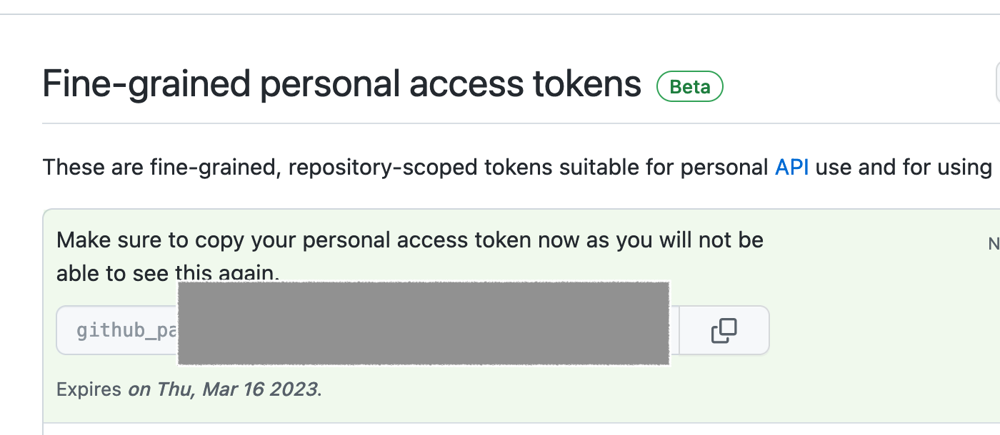 Fine-grained personal access tokens Beta
These are fine-grained, repository-scoped tokens suitable for personal API use and for using
Make sure to copy your personal access token now as you will not be
able to see this again.
github_pa
Expires on Thu, Mar 16 2023.